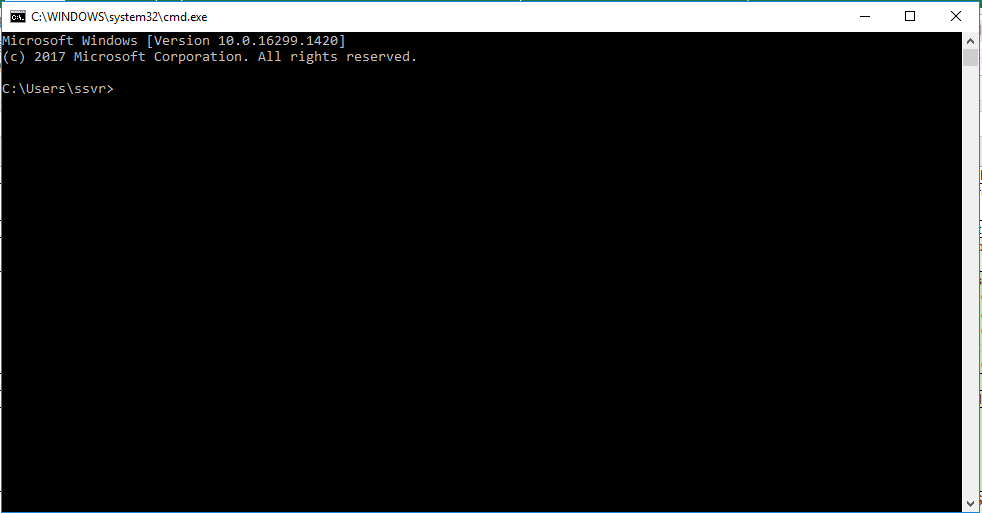 C:\WINDOWS\system32\cmd.exe
Microsoft Windows [Version 10.0.16299.1420]
(c) 2017 Microsoft Corporation. All rights reserved.
C:\Users\ssvr>